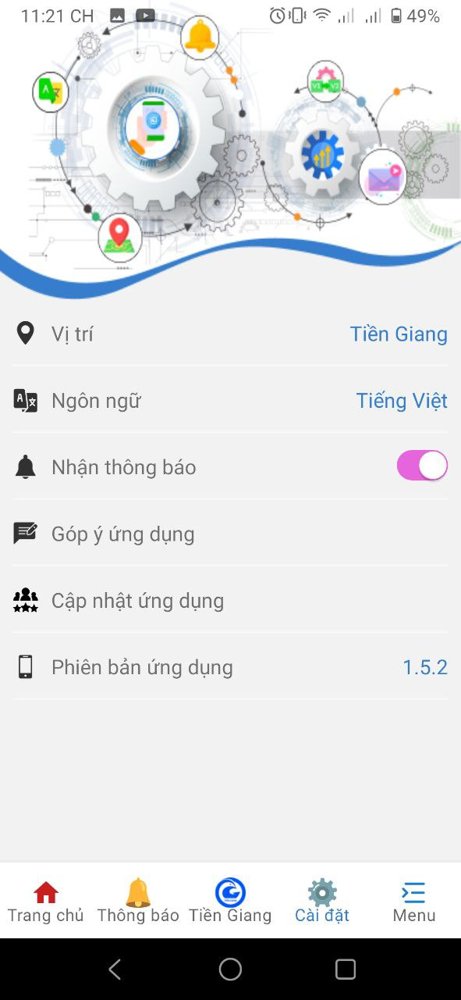 11:21 CH
49%
V1 V2
Vị trí
Tiền Giang
Ngôn ngữ
Tiếng Việt
Nhận thông báo
Góp ý ứng dụng
Cập nhật ứng dụng
Phiên bản ứng dụng
1.5.2
Trang chủ
Thông báo
Tiền Giang
Cài đặt
Menu